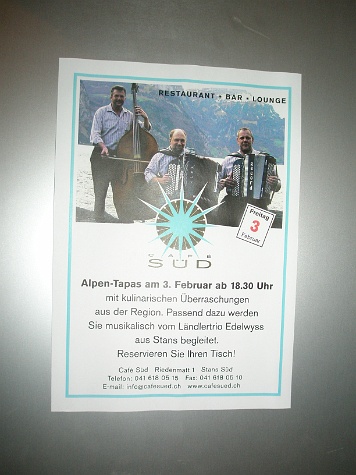 RESTAURANT • BAR • LOUNGE
Freitag
3
Februar
CAFE
SÜD
Alpen-Tapas am 3. Februar ab 18.30 Uhr
mit kulinarischen Überraschungen
aus der Region. Passend dazu werden
Sie musikalisch vom Ländlertrio Edelwyss
aus Stans begleitet.
Reservieren Sie Ihren Tisch!
Café Süd Riedenmatt 1 Stans Süd
Telefon: 041 618 05 15 Fax: 041 618 05 10
E-mail: info@cafesued.ch www.cafesued.ch